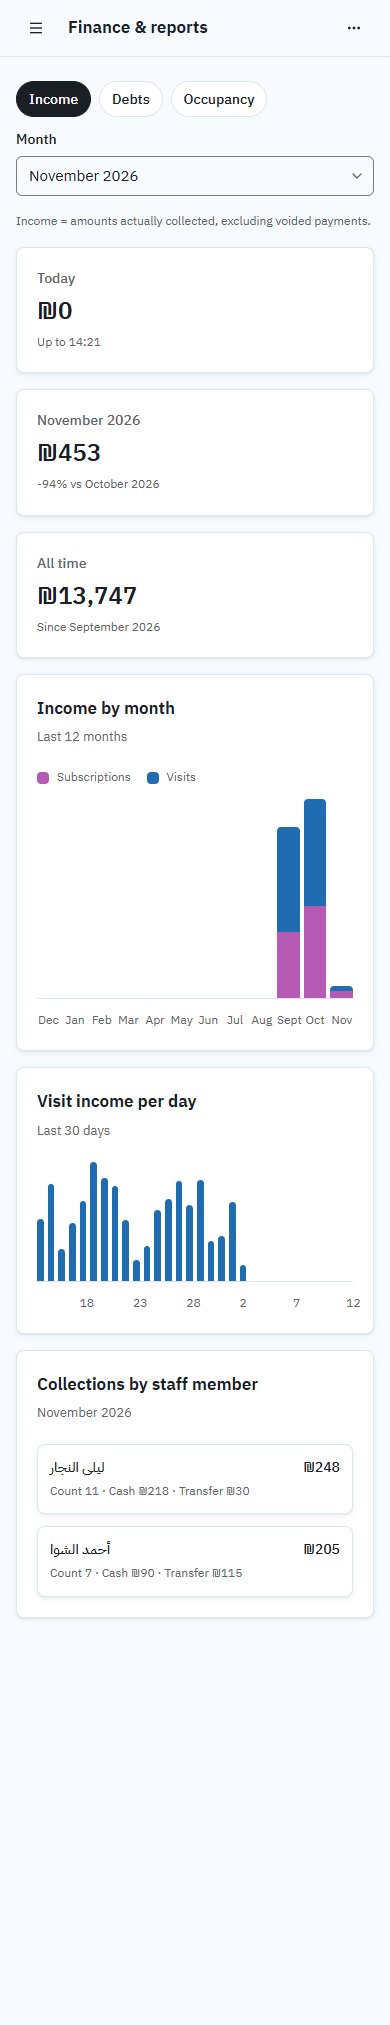 Finance & reports
Income
Debts
Occupancy
Month
November 2026
Income = amounts actually collected, excluding voided payments.
Today
₪0
Up to 14:21
November 2026
₪453
-94% vs October 2026
All time
₪13,747
Since September 2026
Income by month
Last 12 months
Subscriptions
Visits
Dec Jan Feb Mar Apr May Jun Jul Aug Sept Oct Nov
Visit income per day
Last 30 days
18 23 28 2 7 12
Collections by staff member
November 2026
ليلى النجار ₪248
Count 11 · Cash ₪218 · Transfer ₪30
أحمد الشوا ₪205
Count 7 · Cash ₪90 · Transfer ₪115